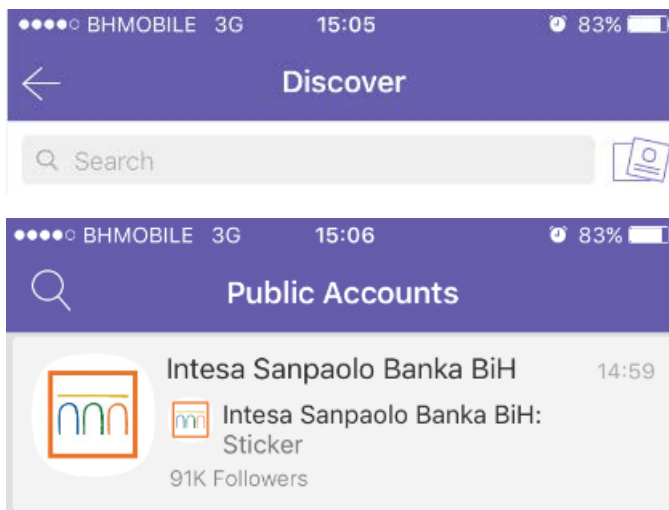 BHMOBILE 3G 15:05 83%
Discover
Search
BHMOBILE 3G 15:06 83%
Public Accounts
Intesa Sanpaolo Banka BiH 14:59
Intesa Sanpaolo Banka BiH:
Sticker
91K Followers